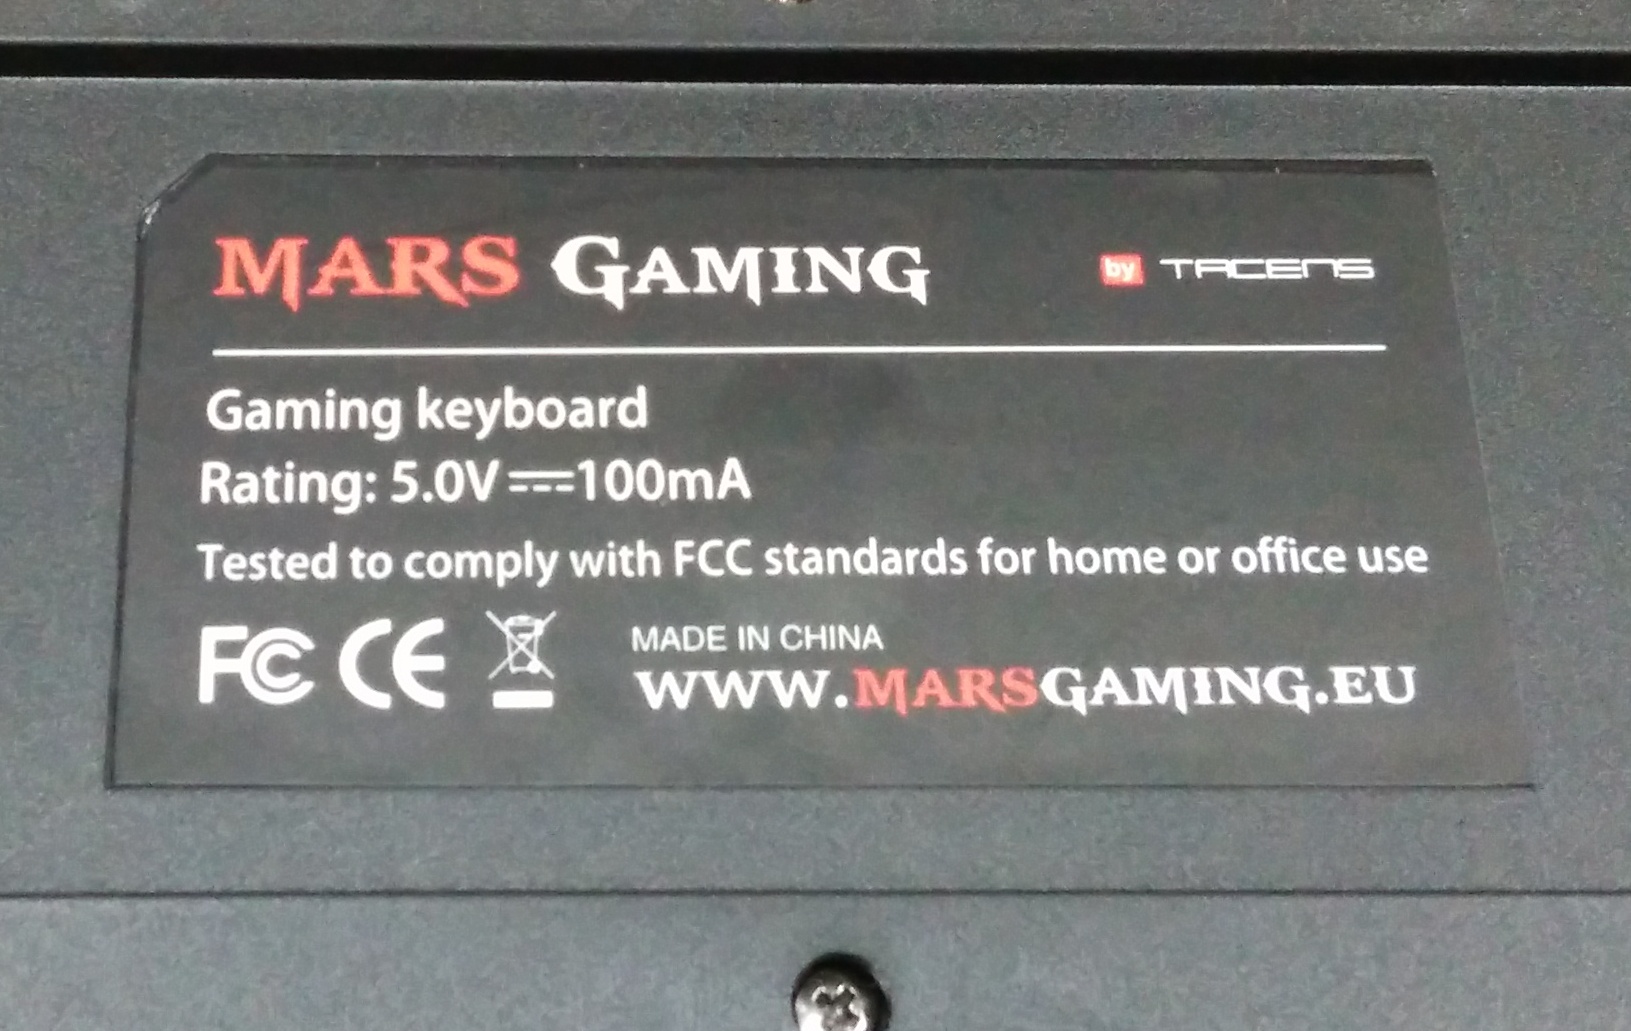 MARS GAMING by TACENS
Gaming keyboard
Rating: 5.0V⎓100mA
Tested to comply with FCC standards for home or office use
FC CE MADE IN CHINA
WWW.MARSGAMING.EU